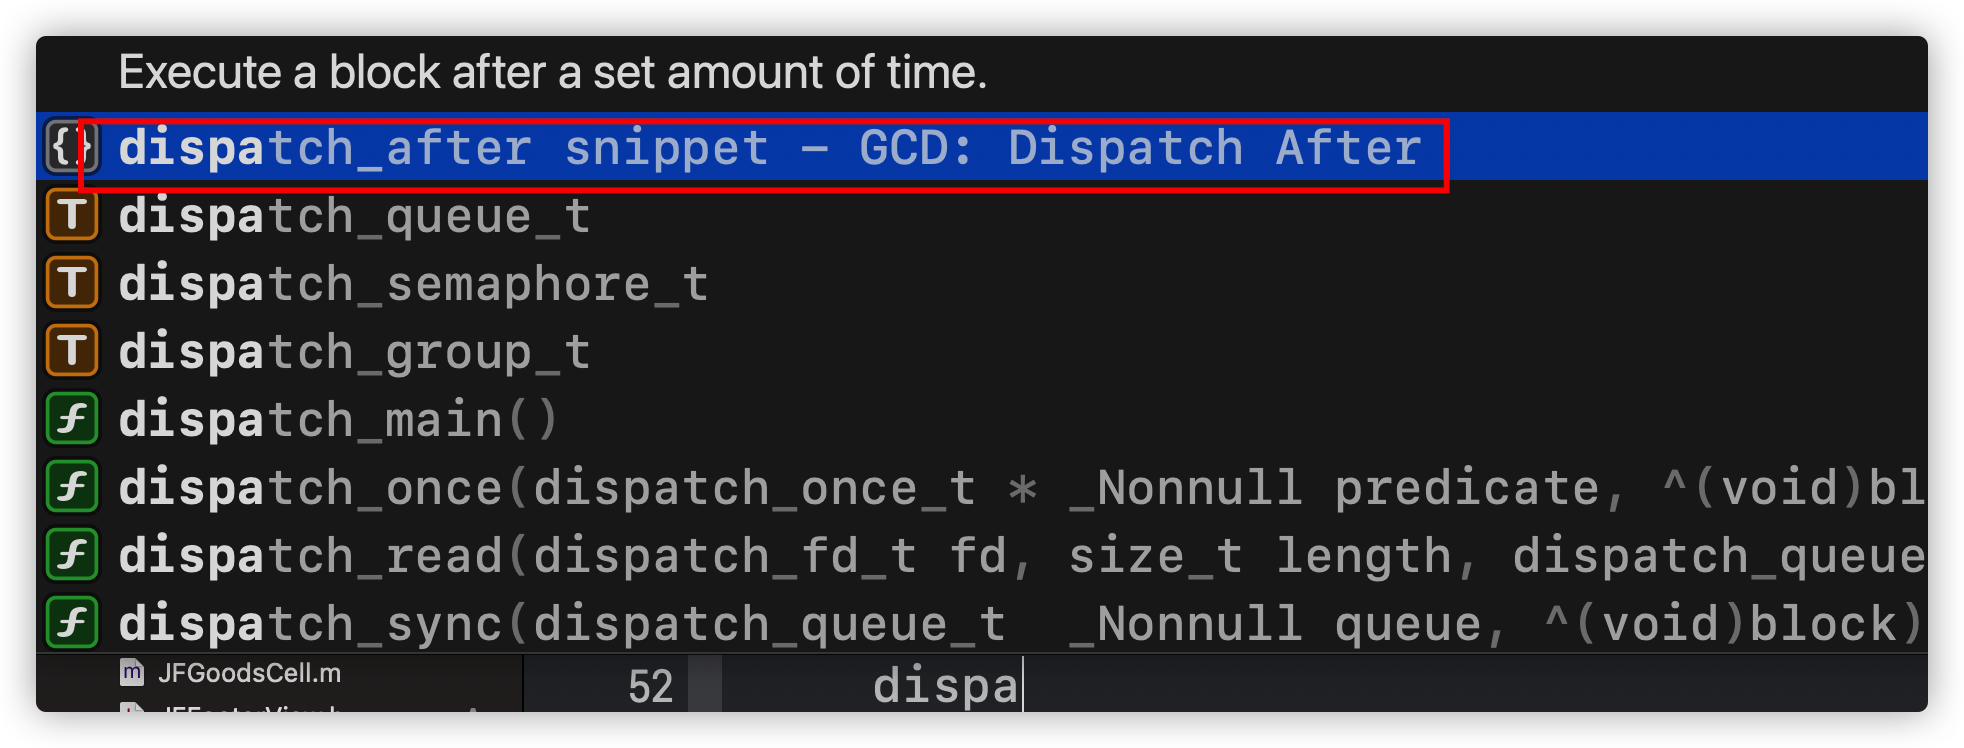 Execute a block after a set amount of time.
{} dispatch_after snippet — GCD: Dispatch After
T dispatch_queue_t
T dispatch_semaphore_t
T dispatch_group_t
f dispatch_main()
f dispatch_once(dispatch_once_t * _Nonnull predicate, ^(void)bl
f dispatch_read(dispatch_fd_t fd, size_t length, dispatch_queue
f dispatch_sync(dispatch_queue_t _Nonnull queue, ^(void)block)
m JFGoodsCell.m
52 dispa